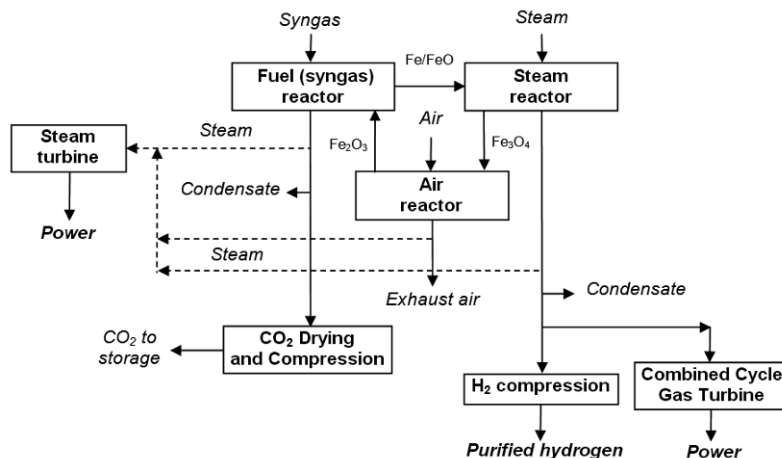 Syngas
Steam
Fe/FeO
Fuel (syngas)
reactor
Steam
reactor
Air
Steam
Steam
turbine
Fe₂O₃
Fe₃O₄
Condensate
Air
reactor
Power
Steam
Exhaust air
Condensate
CO₂ to
storage
CO₂ Drying
and Compression
H₂ compression
Combined Cycle
Gas Turbine
Purified hydrogen
Power